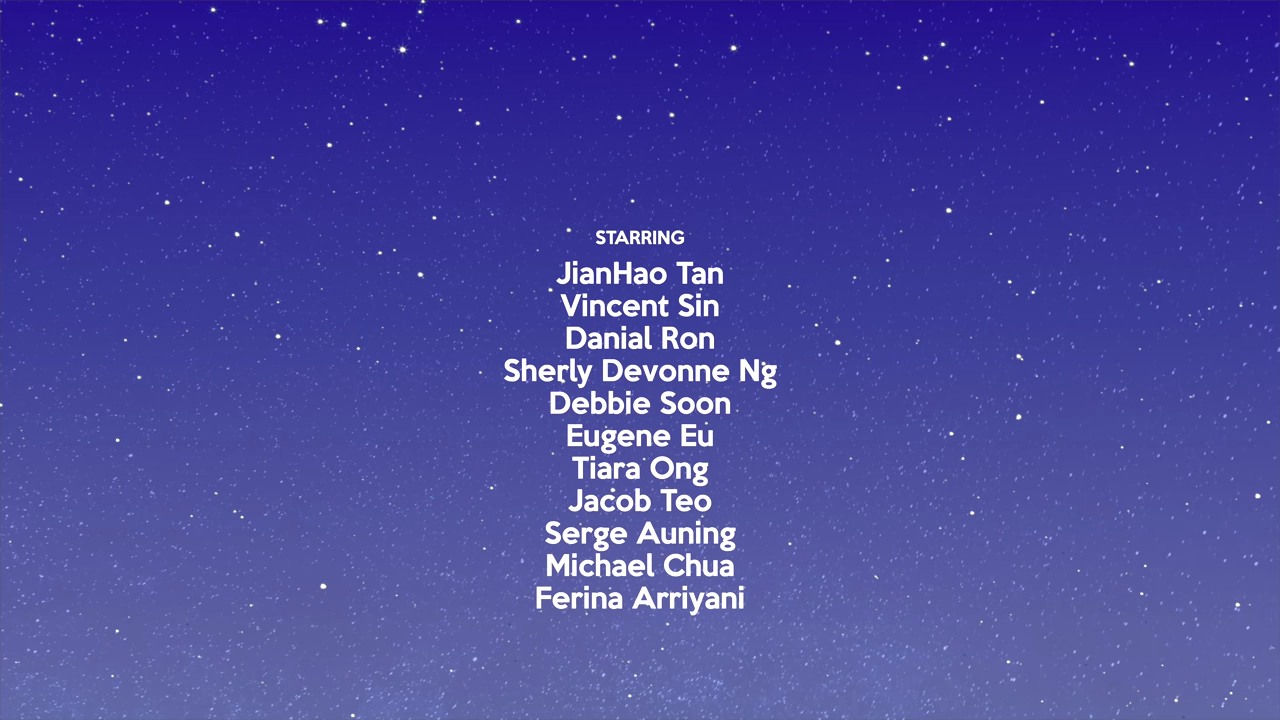 STARRING
JianHao Tan
Vincent Sin
Danial Ron
Sherly Devonne Ng
Debbie Soon
Eugene Eu
Tiara Ong
Jacob Teo
Serge Auning
Michael Chua
Ferina Arriyani